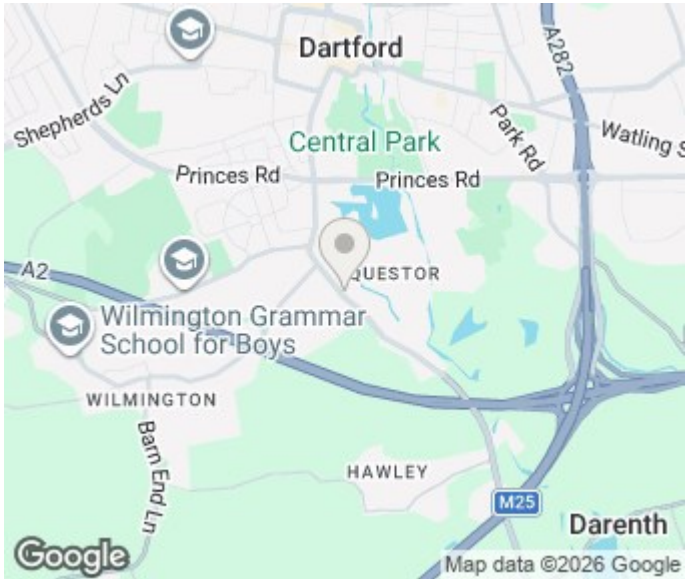 Dartford
A282
Shepherds Ln
Watling S
Park Rd
Central Park
Princes Rd
Princes Rd
A2
QUESTOR
Wilmington Grammar
School for Boys
WILMINGTON
Barn End Ln
HAWLEY
M25
Darenth
Google
Map data ©2026 Google